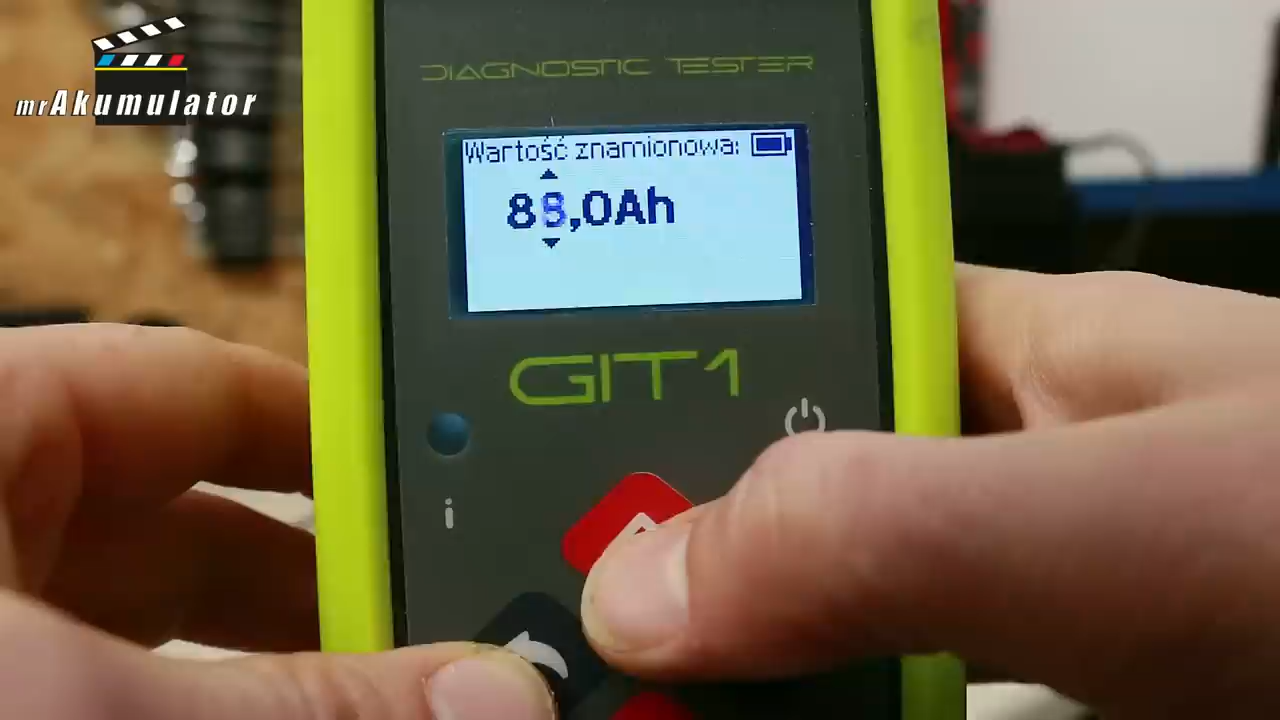 mrAkumulator
DIAGNOSTIC TESTER
Wartość znamionowa:
88,0Ah
GIT1
i